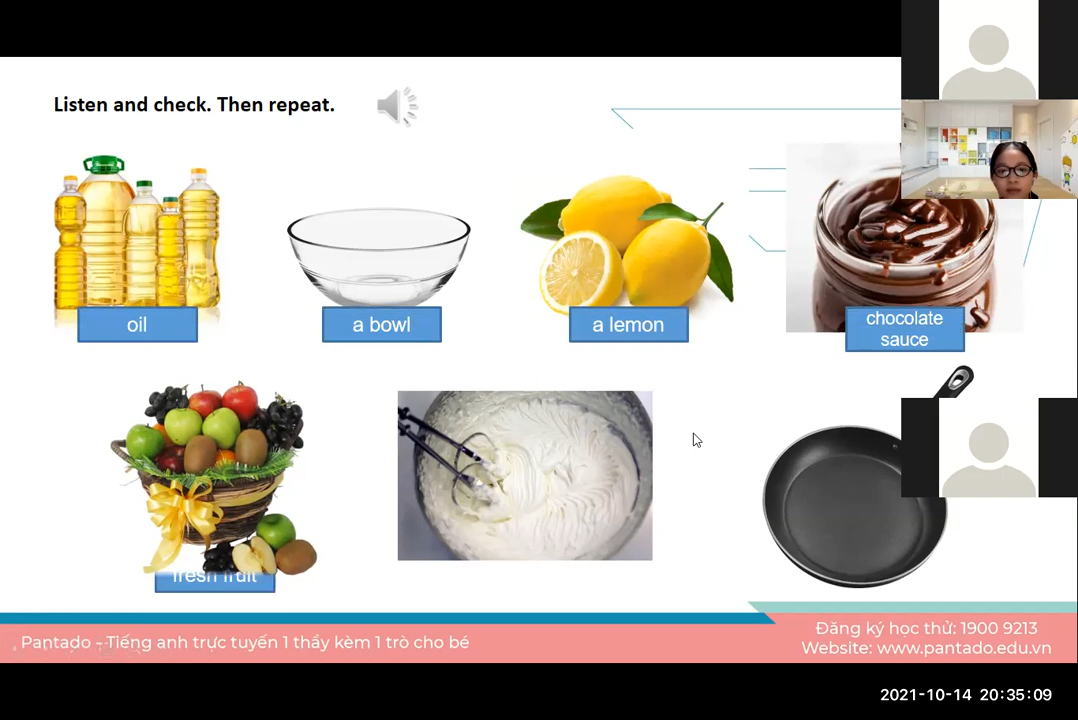 Listen and check. Then repeat.
oil
a bowl
a lemon
chocolate
sauce
fresh fruit
Pantado - Tiếng anh trực tuyến 1 thầy kèm 1 trò cho bé
Đăng ký học thử: 1900 9213
Website: www.pantado.edu.vn
2021-10-14 20:35:09